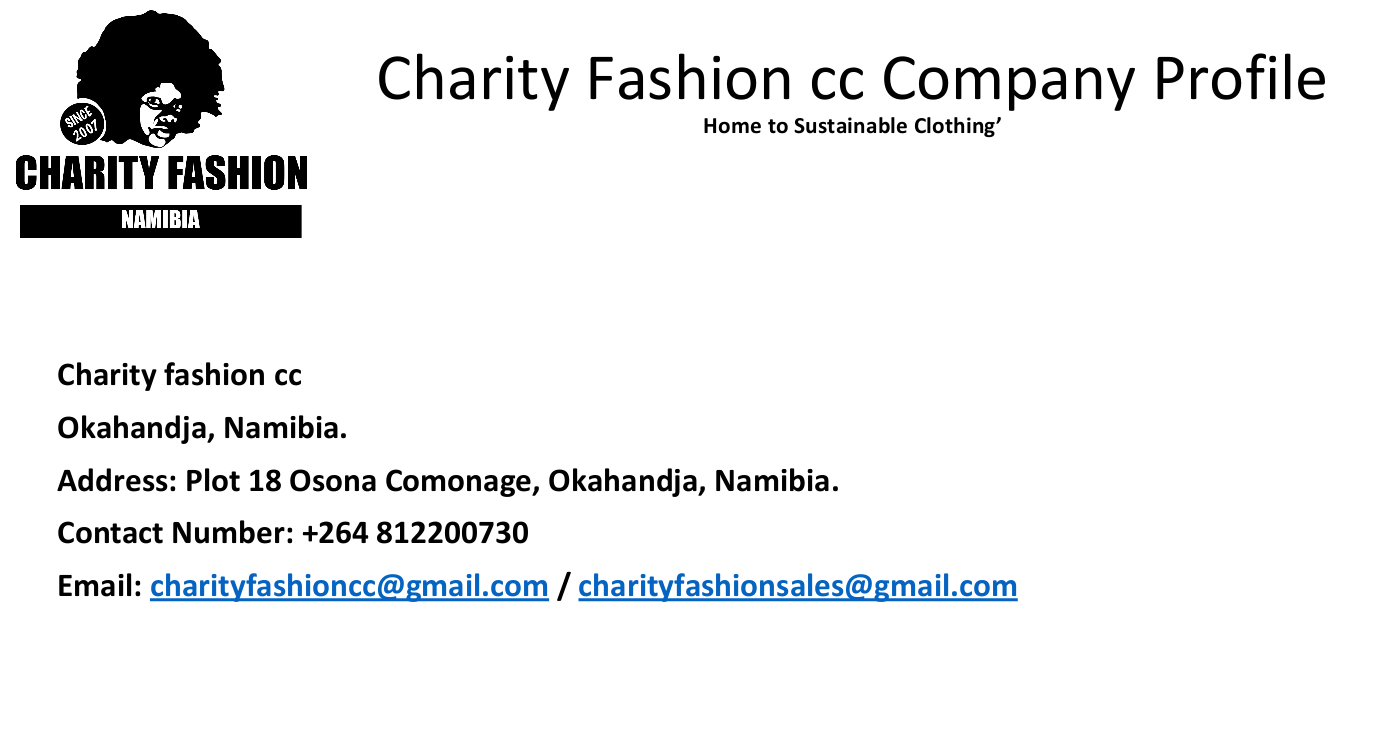 SINCE
2007
CHARITY FASHION
NAMIBIA
Charity Fashion cc Company Profile
Home to Sustainable Clothing’
Charity fashion cc
Okahandja, Namibia.
Address: Plot 18 Osona Comonage, Okahandja, Namibia.
Contact Number: +264 812200730
Email: charityfashioncc@gmail.com / charityfashionsales@gmail.com